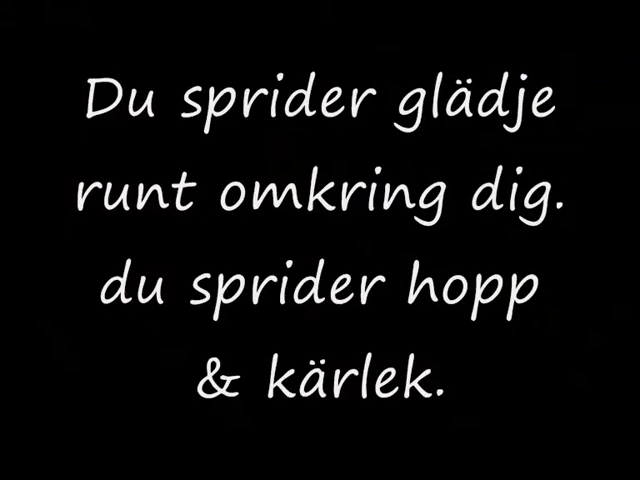 Du sprider glädje
runt omkring dig.
du sprider hopp
& kärlek.